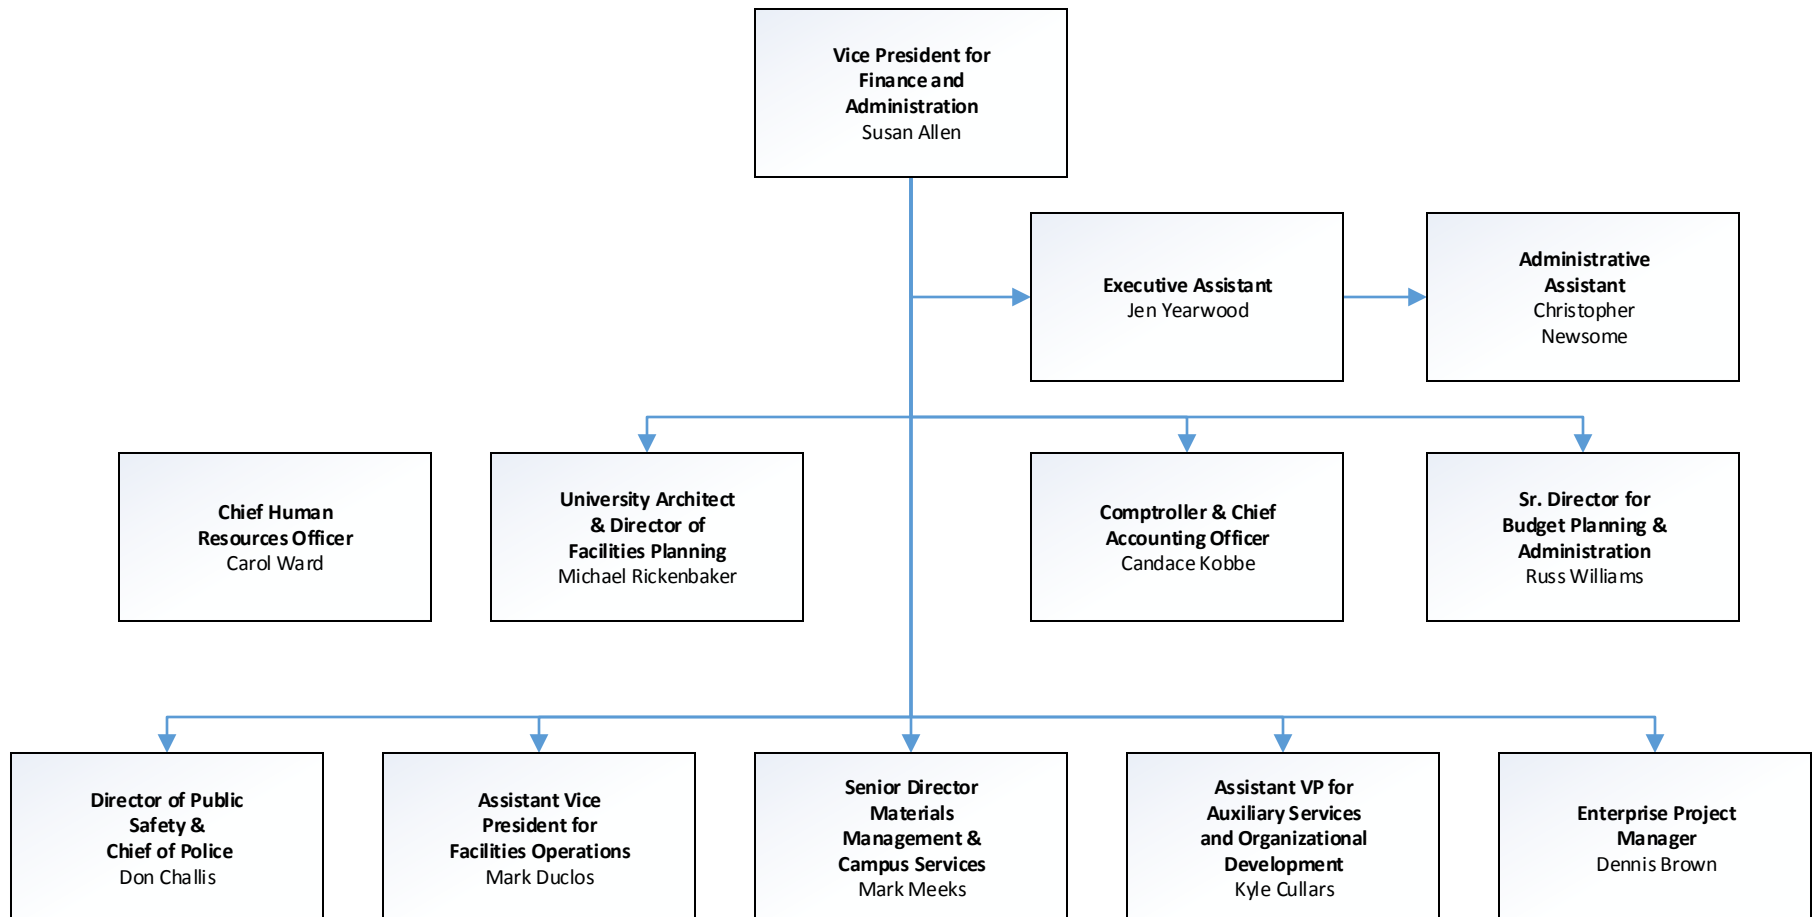 Vice President for
Finance and
Administration
Susan Allen
Executive Assistant
Jen Yearwood
Administrative
Assistant
Christopher
Newsome
Chief Human
Resources Officer
Carol Ward
University Architect
& Director of
Facilities Planning
Michael Rickenbaker
Comptroller & Chief
Accounting Officer
Candace Kobbe
Sr. Director for
Budget Planning &
Administration
Russ Williams
Director of Public
Safety &
Chief of Police
Don Challis
Assistant Vice
President for
Facilities Operations
Mark Duclos
Senior Director
Materials
Management &
Campus Services
Mark Meeks
Assistant VP for
Auxiliary Services
and Organizational
Development
Kyle Cullars
Enterprise Project
Manager
Dennis Brown